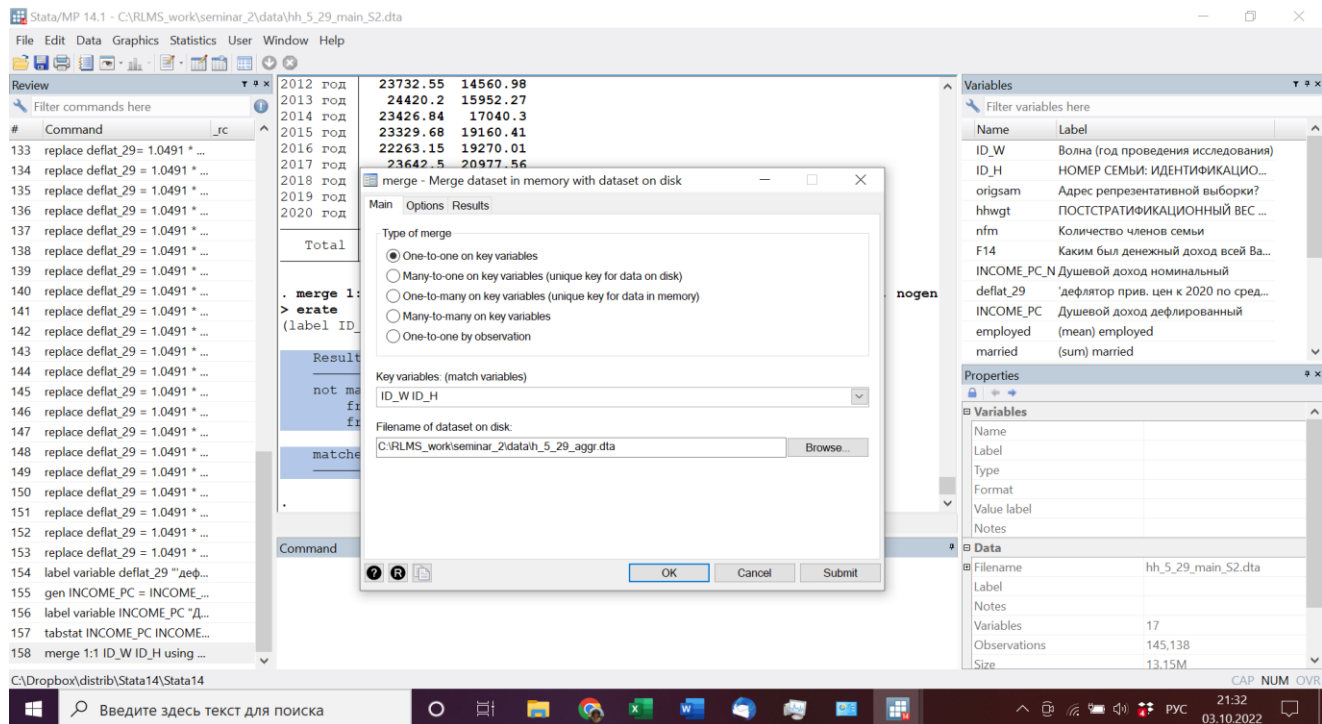 Stata/MP 14.1 - C:\RLMS_work\seminar_2\data\hh_5_29_main_S2.dta
File Edit Data Graphics Statistics User Window Help
Review
Filter commands here
# Command _rc
133 replace deflat_29= 1.0491 * ...
134 replace deflat_29 = 1.0491 * ...
135 replace deflat_29 = 1.0491 * ...
136 replace deflat_29 = 1.0491 * ...
137 replace deflat_29 = 1.0491 * ...
138 replace deflat_29 = 1.0491 * ...
139 replace deflat_29 = 1.0491 * ...
140 replace deflat_29 = 1.0491 * ...
141 replace deflat_29 = 1.0491 * ...
142 replace deflat_29 = 1.0491 * ...
143 replace deflat_29 = 1.0491 * ...
144 replace deflat_29 = 1.0491 * ...
145 replace deflat_29 = 1.0491 * ...
146 replace deflat_29 = 1.0491 * ...
147 replace deflat_29 = 1.0491 * ...
148 replace deflat_29 = 1.0491 * ...
149 replace deflat_29 = 1.0491 * ...
150 replace deflat_29 = 1.0491 * ...
151 replace deflat_29 = 1.0491 * ...
152 replace deflat_29 = 1.0491 * ...
153 replace deflat_29 = 1.0491 * ...
154 label variable deflat_29 "'деф...
155 gen INCOME_PC = INCOME_...
156 label variable INCOME_PC "Д...
157 tabstat INCOME_PC INCOME...
158 merge 1:1 ID_W ID_H using ...
2012 год 23732.55 14560.98
2013 год 24420.2 15952.27
2014 год 23426.84 17040.3
2015 год 23329.68 19160.41
2016 год 22263.15 19270.01
2017 год 23642.5 20977.56
2018 год
2019 год
2020 год
Total
. merge 1: , nogen
> erate
(label ID_
Result
not ma
fr
fr
matche
.
Command
merge - Merge dataset in memory with dataset on disk
Main Options Results
Type of merge
One-to-one on key variables
Many-to-one on key variables (unique key for data on disk)
One-to-many on key variables (unique key for data in memory)
Many-to-many on key variables
One-to-one by observation
Key variables: (match variables)
ID_W ID_H
Filename of dataset on disk:
C:\RLMS_work\seminar_2\data\h_5_29_aggr.dta
Browse...
OK Cancel Submit
Variables
Filter variables here
Name Label
ID_W Волна (год проведения исследования)
ID_H НОМЕР СЕМЬИ: ИДЕНТИФИКАЦИО...
origsam Адрес репрезентативной выборки?
hhwgt ПОСТСТРАТИФИКАЦИОННЫЙ ВЕС ...
nfm Количество членов семьи
F14 Каким был денежный доход всей Ва...
INCOME_PC_N Душевой доход номинальный
deflat_29 'дефлятор прив. цен к 2020 по сред...
INCOME_PC Душевой доход дефлированный
employed (mean) employed
married (sum) married
Properties
Variables
Name
Label
Type
Format
Value label
Notes
Data
Filename hh_5_29_main_S2.dta
Label
Notes
Variables 17
Observations 145,138
Size 13.15M
C:\Dropbox\distrib\Stata14\Stata14
CAP NUM OVR
Введите здесь текст для поиска
РУС
21:32
03.10.2022